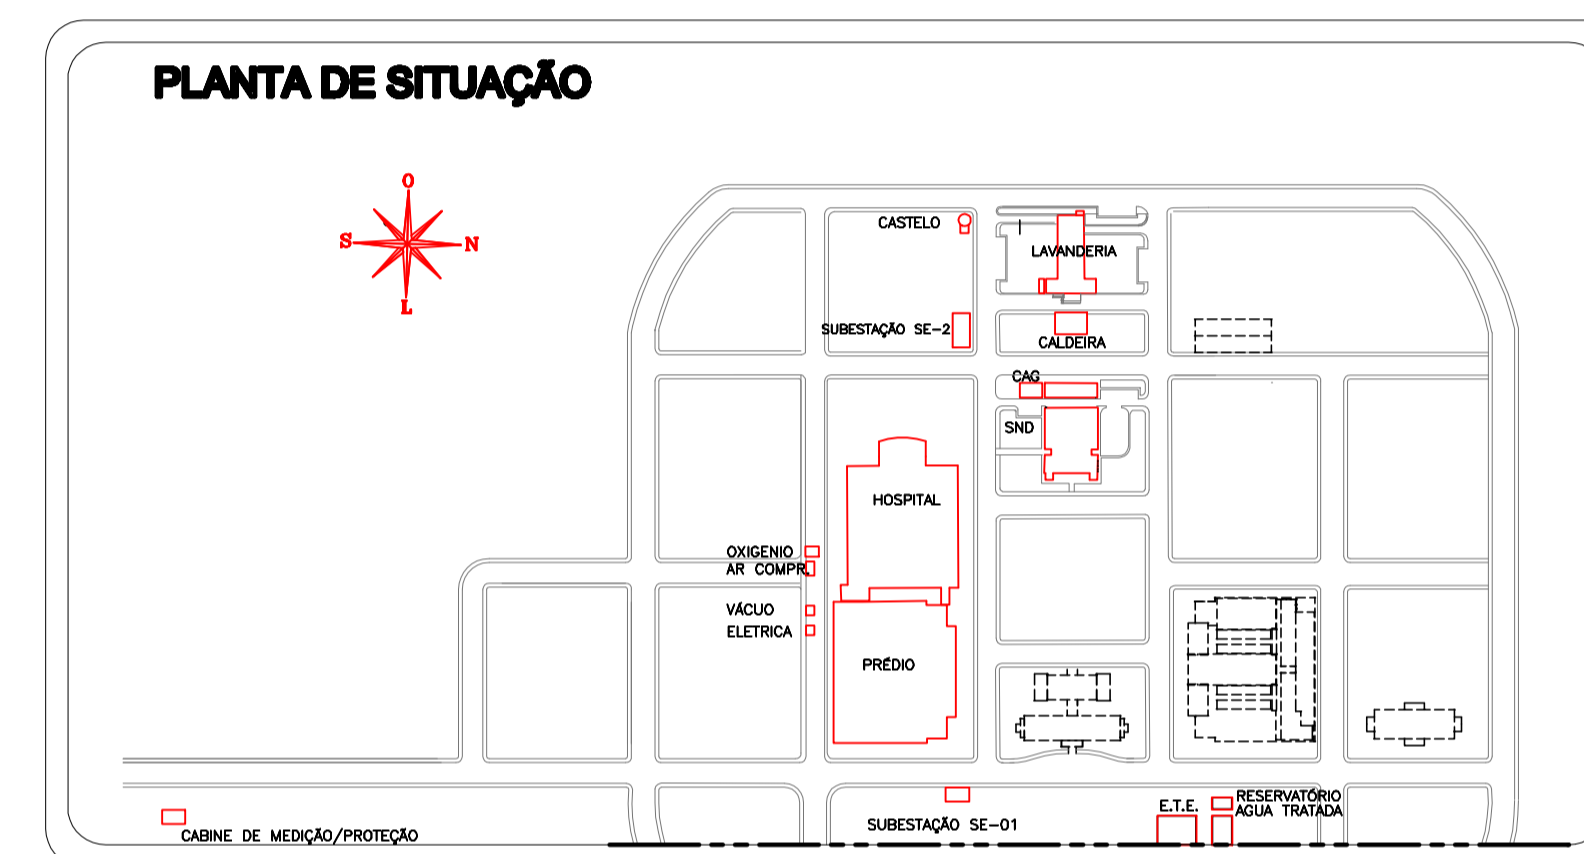 PLANTA DE SITUAÇÃO
O
S
N
L
CASTELO
LAVANDERIA
SUBESTAÇÃO SE-2
CALDEIRA
CAG
SND
HOSPITAL
OXIGENIO
AR COMPR.
VÁCUO
ELETRICA
PRÉDIO
RESERVATÓRIO
AGUA TRATADA
E.T.E.
SUBESTAÇÃO SE-01
CABINE DE MEDIÇÃO/PROTEÇÃO